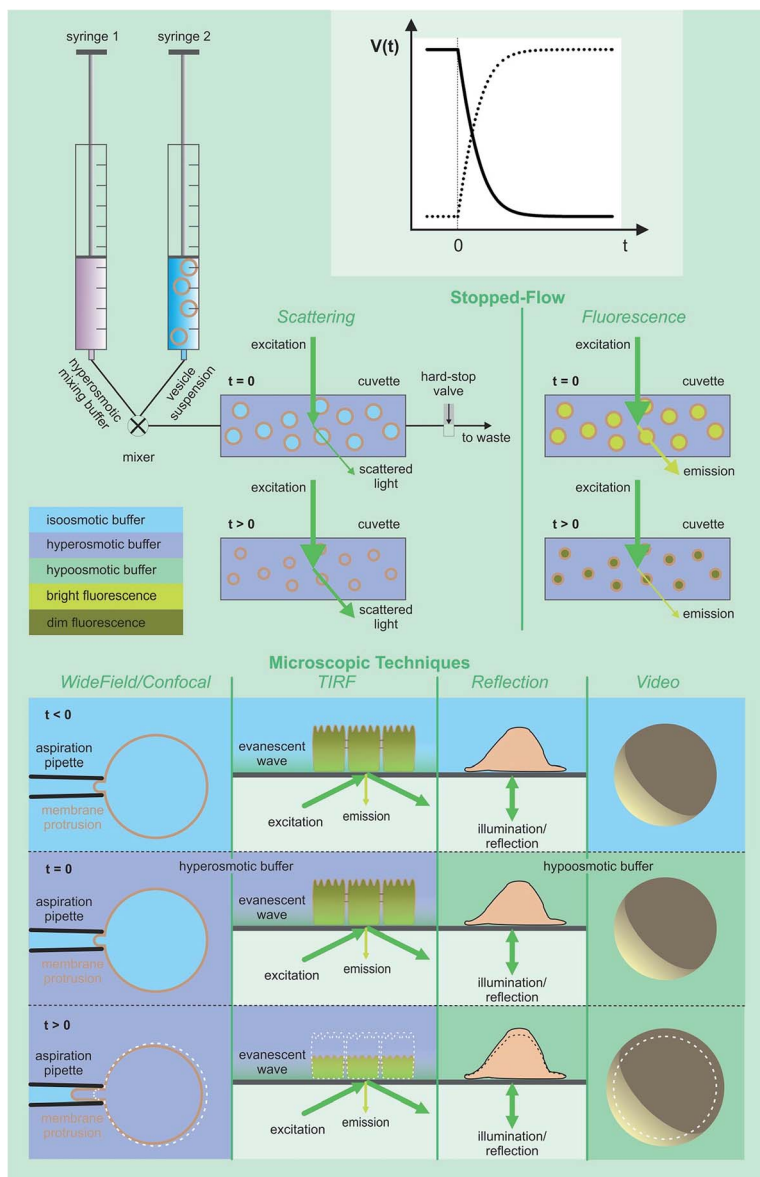 syringe 1
syringe 2
V(t)
0
t
Stopped-Flow
Scattering
Fluorescence
excitation
excitation
t = 0
cuvette
hard-stop
valve
t = 0
cuvette
hyperosmotic
mixing buffer
vesicle
suspension
mixer
to waste
scattered
light
emission
excitation
excitation
t > 0
cuvette
t > 0
cuvette
scattered
light
emission
isoosmotic buffer
hyperosmotic buffer
hypoosmotic buffer
bright fluorescence
dim fluorescence
Microscopic Techniques
WideField/Confocal
TIRF
Reflection
Video
t < 0
aspiration
pipette
membrane
protrusion
evanescent
wave
excitation
emission
illumination/
reflection
t = 0
hyperosmotic buffer
hypoosmotic buffer
aspiration
pipette
membrane
protrusion
evanescent
wave
excitation
emission
illumination/
reflection
t > 0
aspiration
pipette
membrane
protrusion
evanescent
wave
excitation
emission
illumination/
reflection